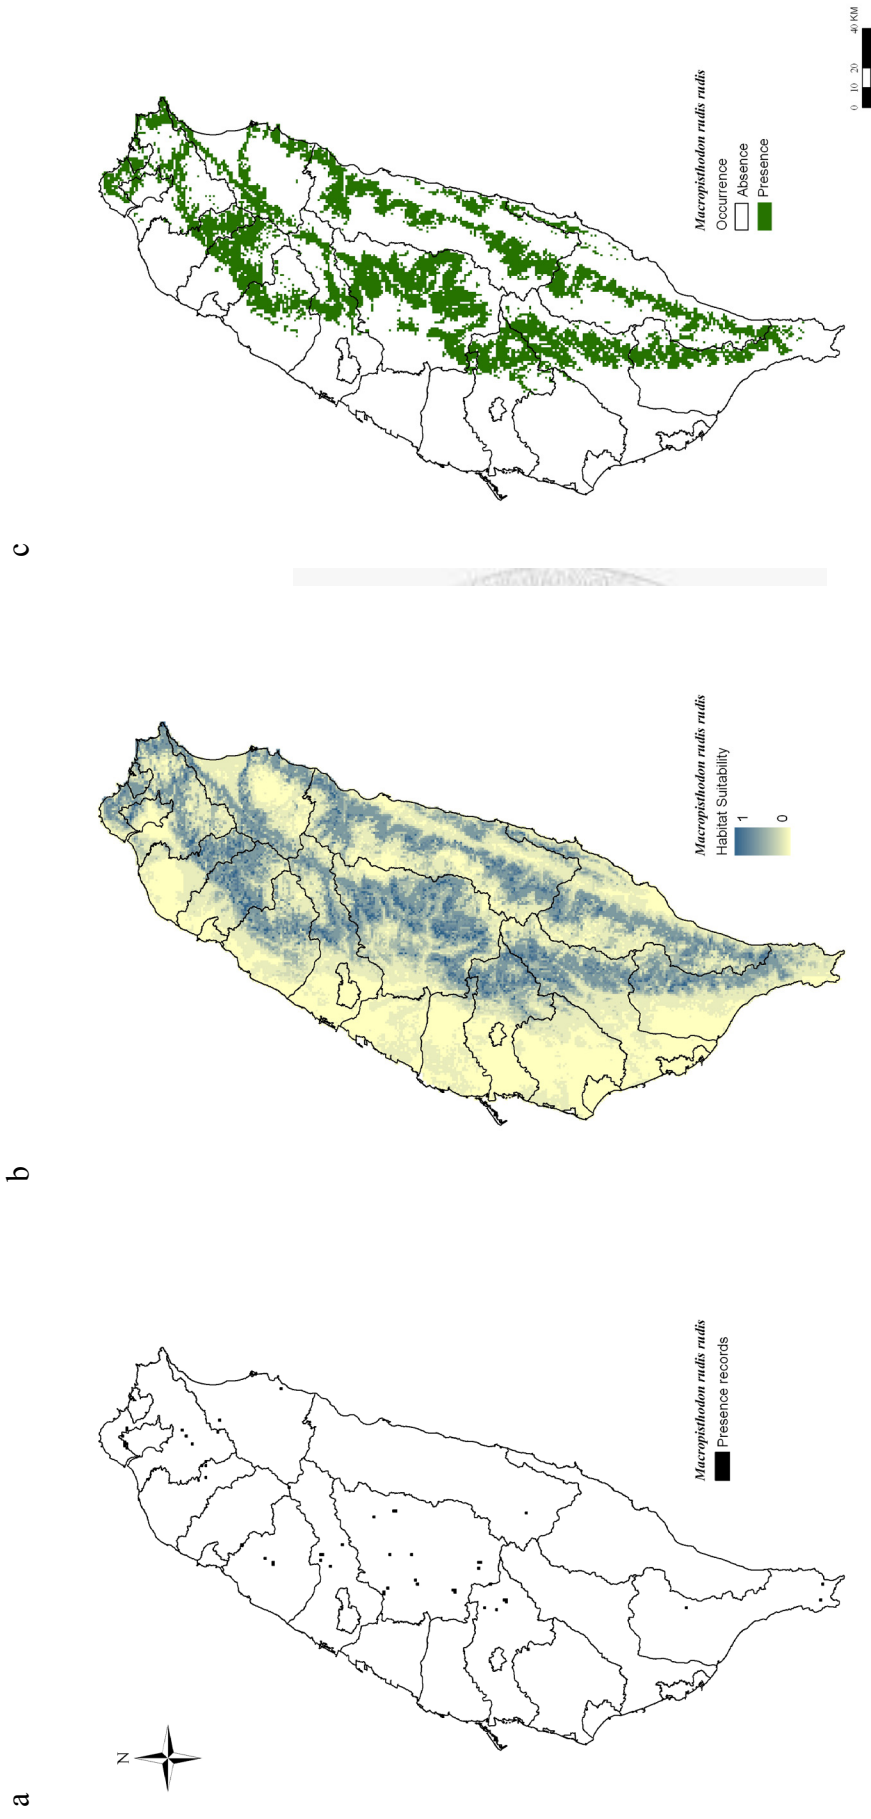 a
N
Macropisthodon rudis rudis
Presence records
b
Macropisthodon rudis rudis
Habitat Suitability
1
0
c
Macropisthodon rudis rudis
Occurrence
Absence
Presence
0 10 20 40 KM